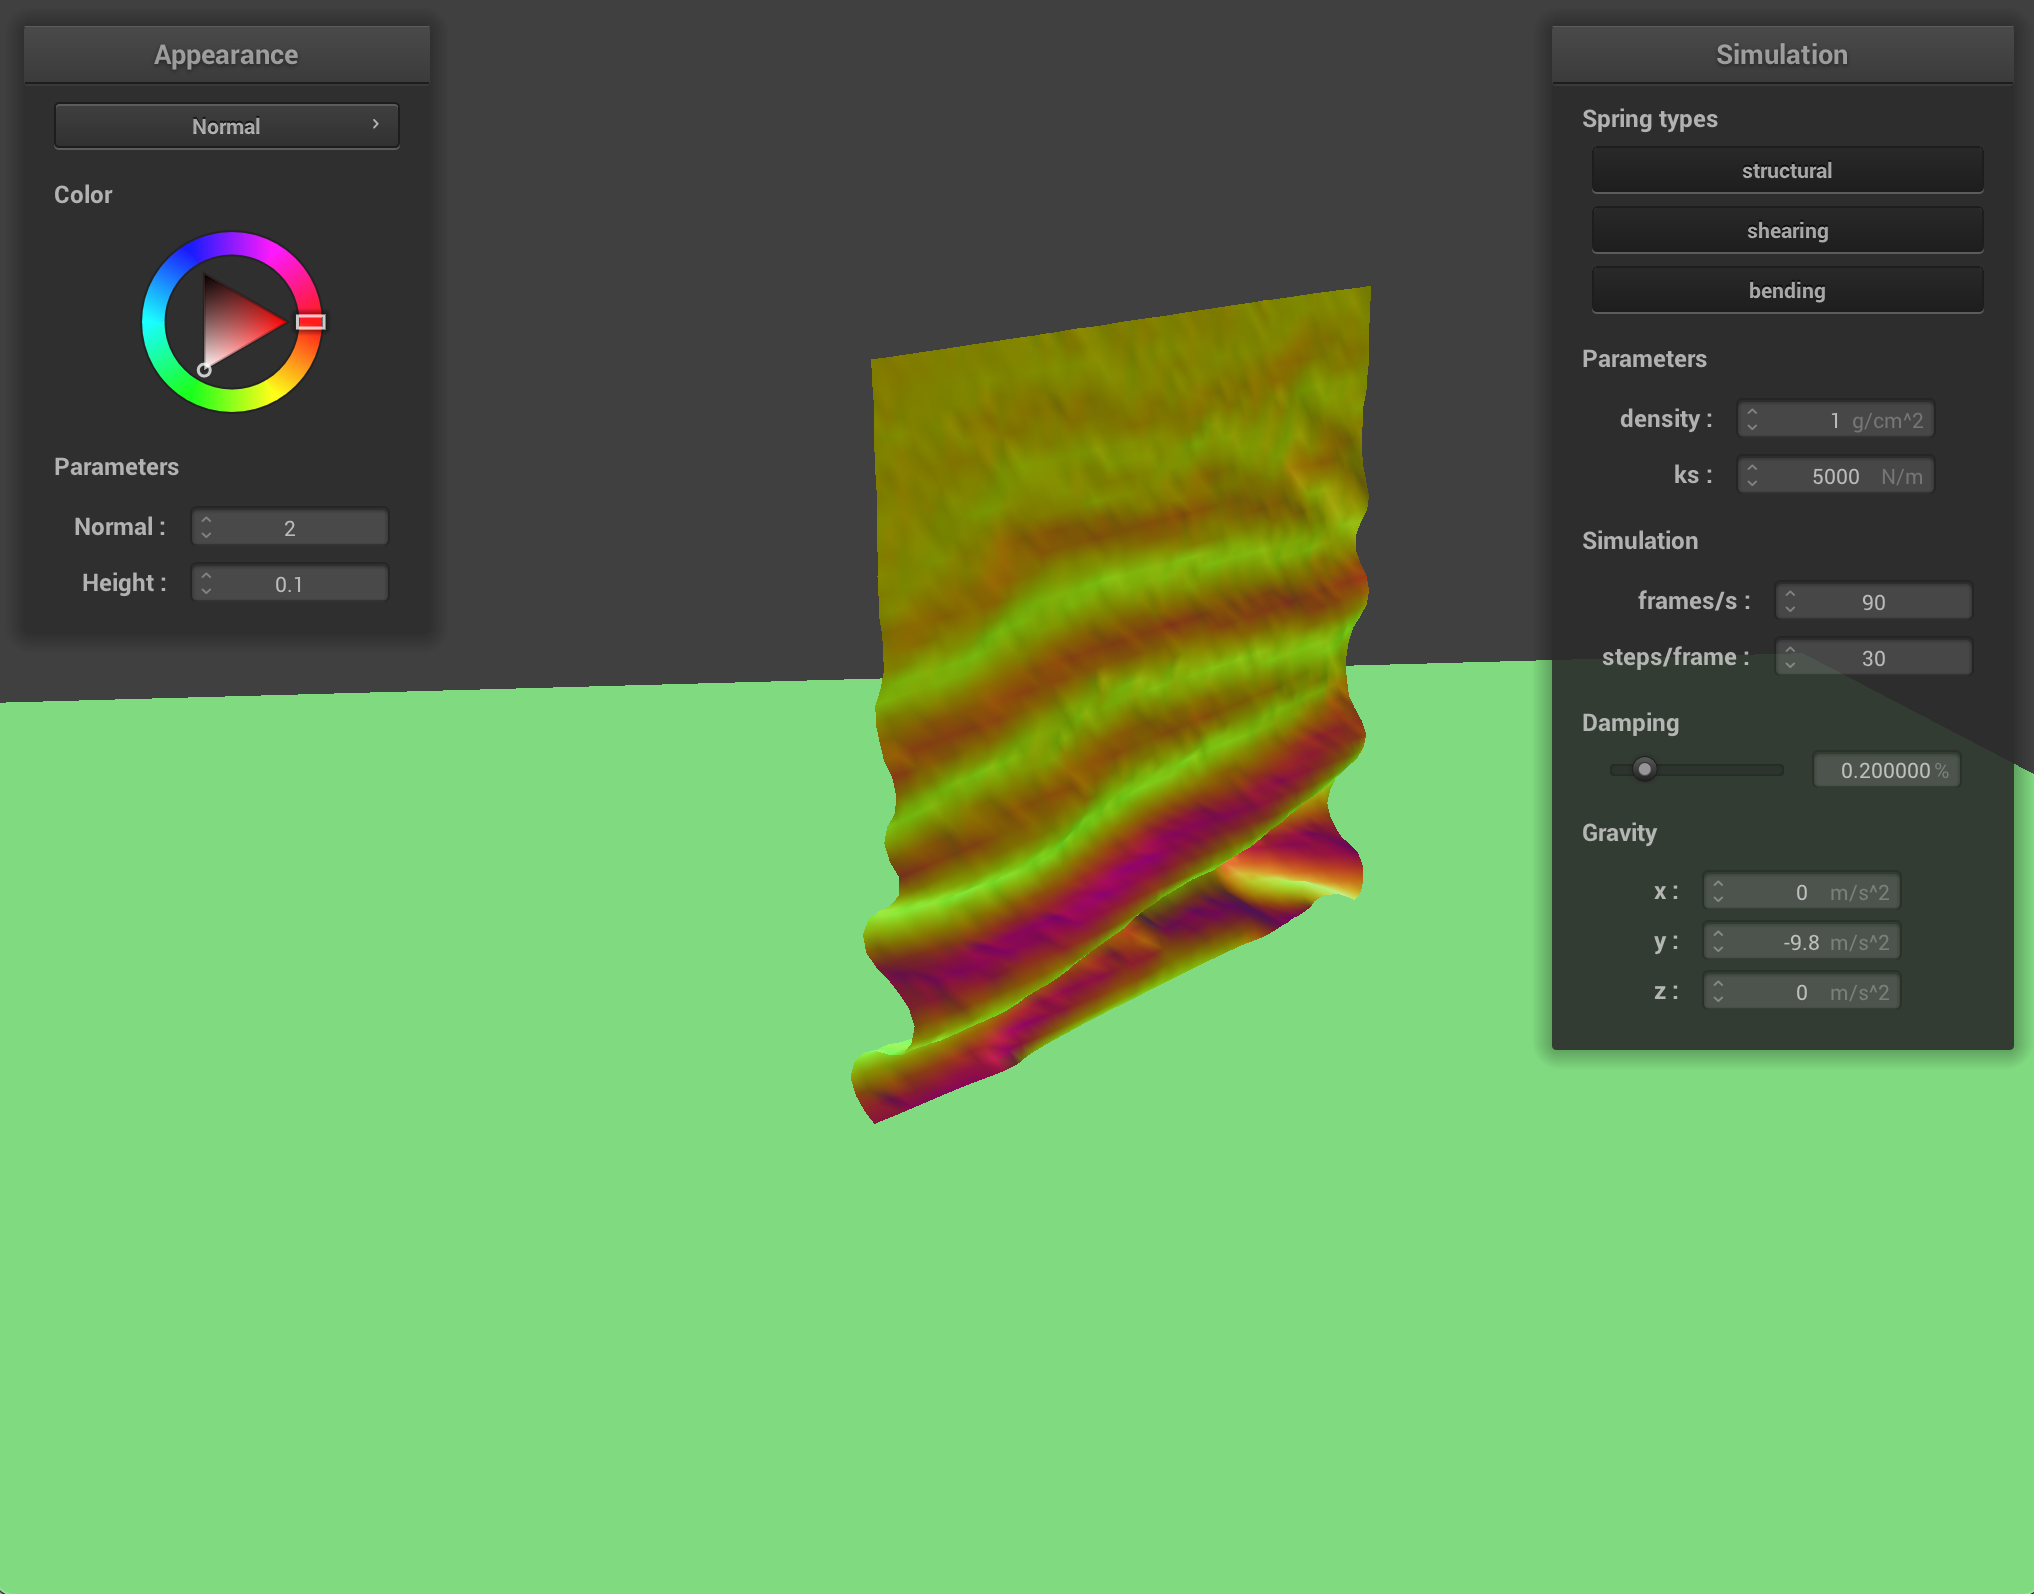 Appearance
Normal
Color
Parameters
Normal : 2
Height : 0.1
Simulation
Spring types
structural
shearing
bending
Parameters
density : 1 g/cm^2
ks : 5000 N/m
Simulation
frames/s : 90
steps/frame : 30
Damping
0.200000 %
Gravity
x : 0 m/s^2
y : -9.8 m/s^2
z : 0 m/s^2